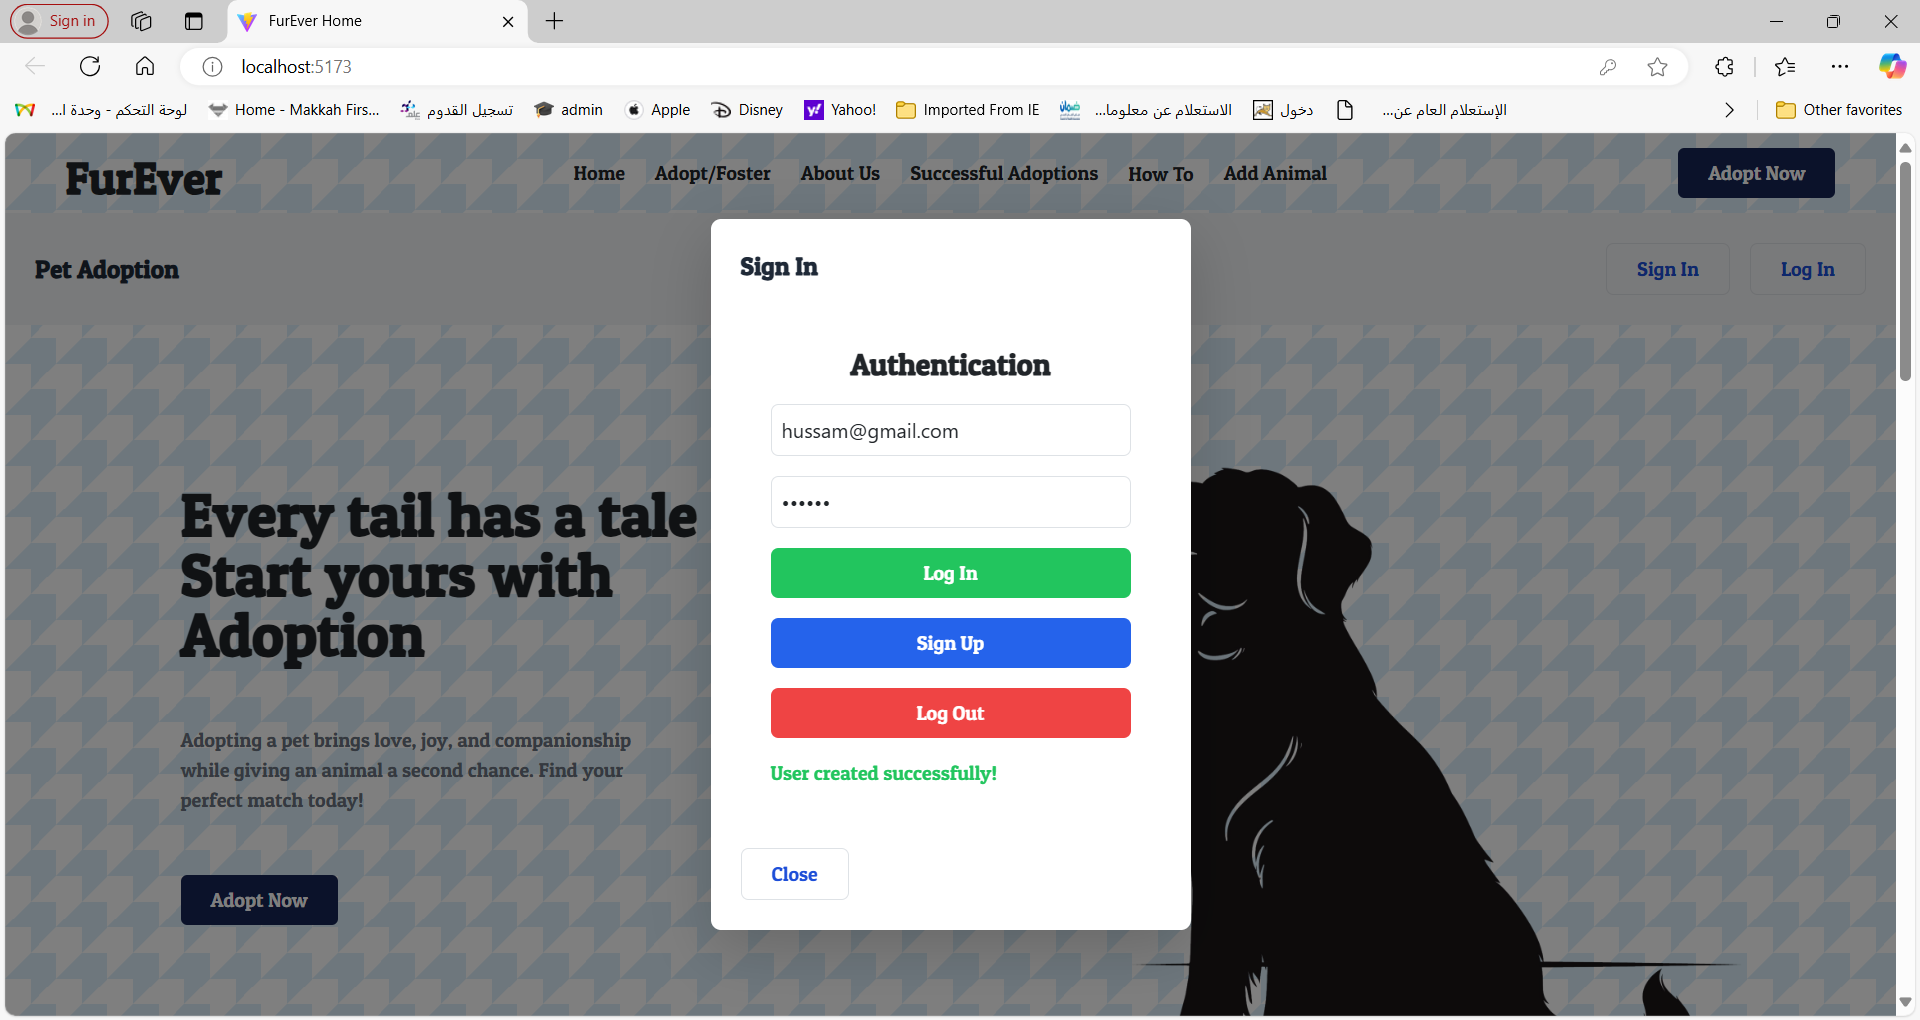 Sign in
FurEver Home
localhost:5173
لوحة التحكم - وحدة ا...
Home - Makkah Firs...
تسجيل القدوم
admin
Apple
Disney
Yahoo!
Imported From IE
الاستعلام عن معلوما...
دخول
الإستعلام العام عن...
Other favorites
FurEver
Home
Adopt/Foster
About Us
Successful Adoptions
How To
Add Animal
Adopt Now
Pet Adoption
Sign In
Log In
Sign In
Authentication
hussam@gmail.com
••••••
Log In
Sign Up
Log Out
User created successfully!
Close
Every tail has a tale
Start yours with
Adoption
Adopting a pet brings love, joy, and companionship
while giving an animal a second chance. Find your
perfect match today!
Adopt Now